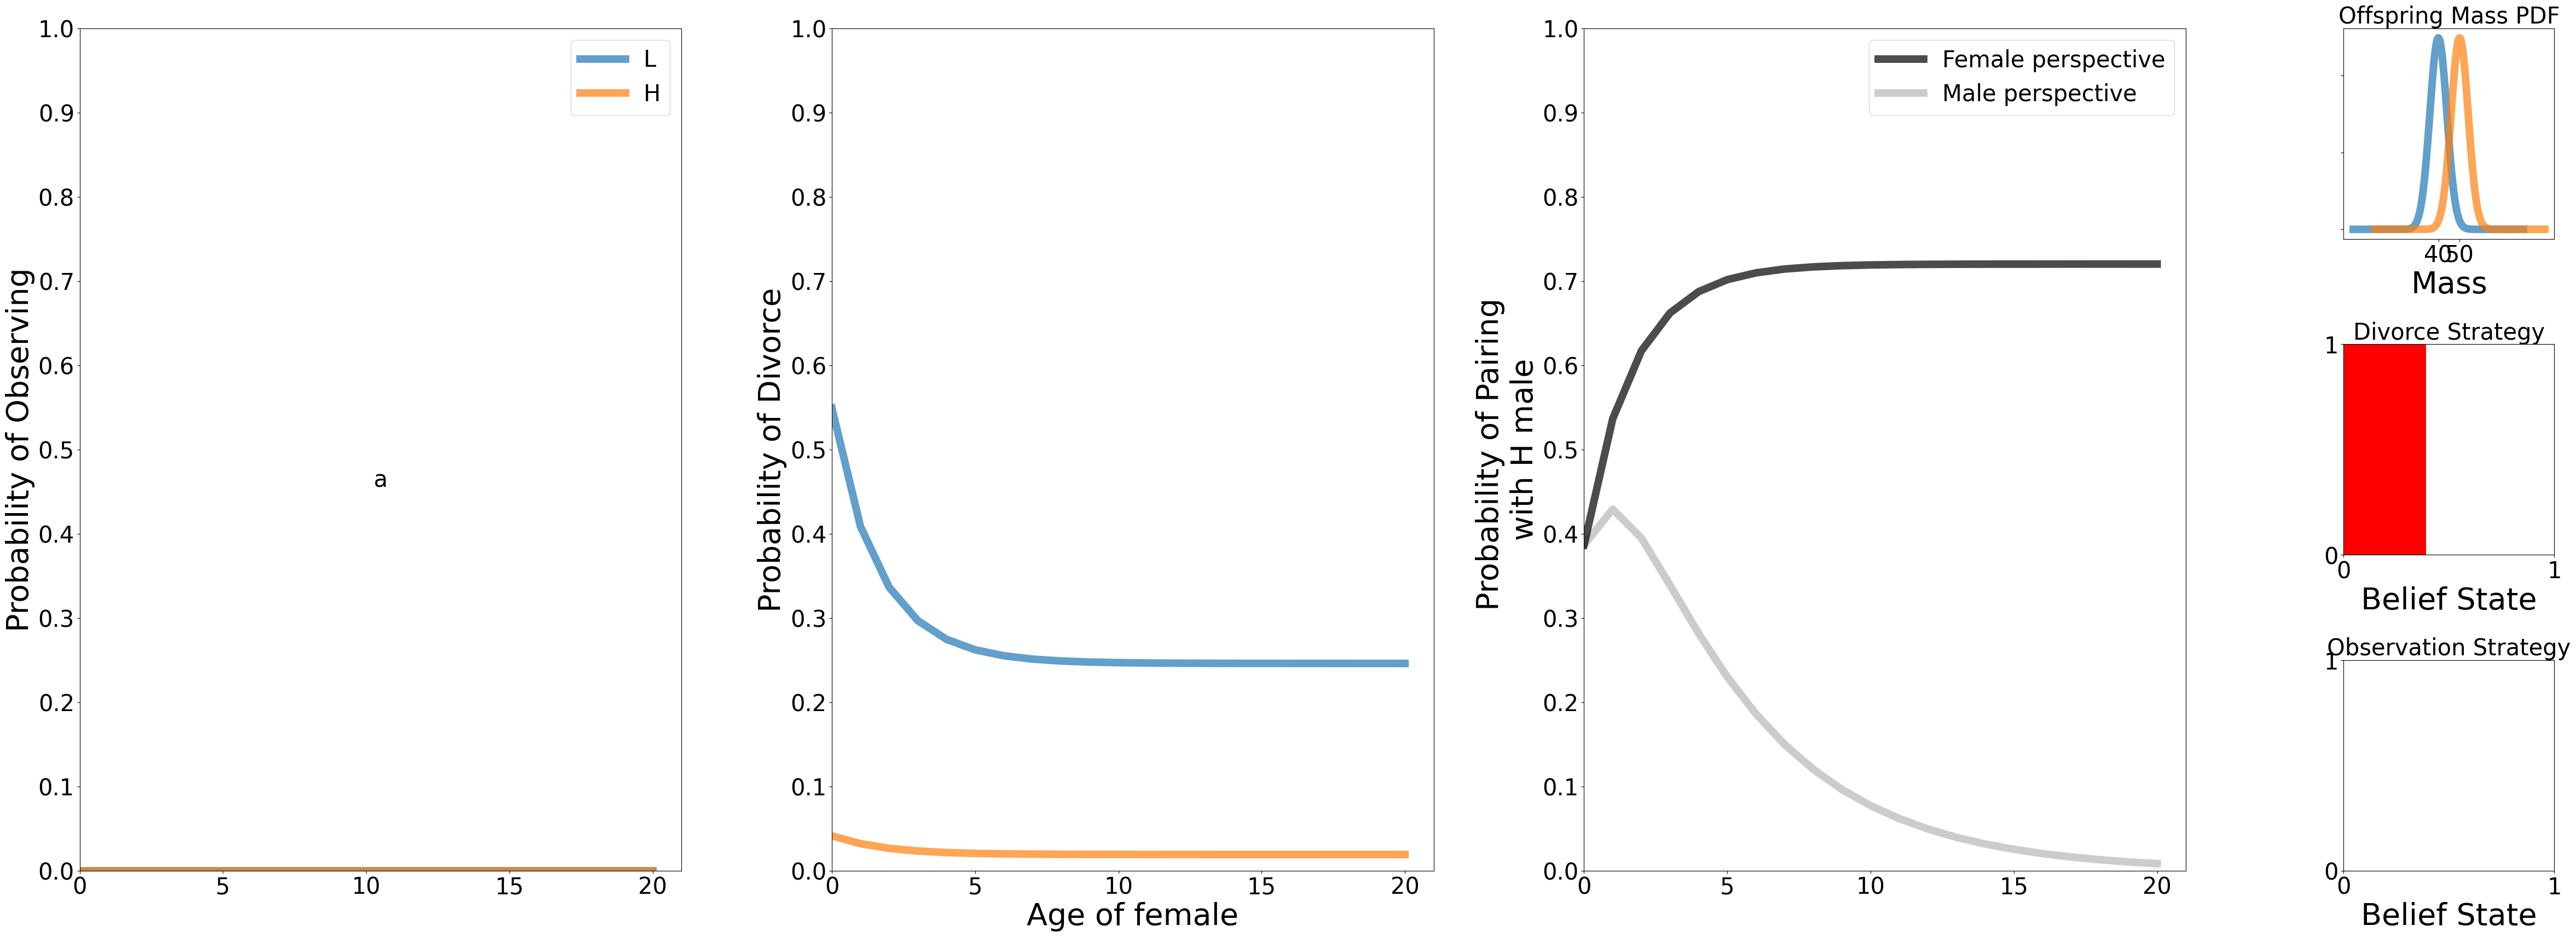 Probability of Observing
1.0
0.9
0.8
0.7
0.6
0.5
0.4
0.3
0.2
0.1
0.0
0 5 10 15 20
L
H
a
Probability of Divorce
1.0
0.9
0.8
0.7
0.6
0.5
0.4
0.3
0.2
0.1
0.0
0 5 10 15 20
Age of female
Probability of Pairing
with H male
1.0
0.9
0.8
0.7
0.6
0.5
0.4
0.3
0.2
0.1
0.0
0 5 10 15 20
Female perspective
Male perspective
Offspring Mass PDF
40 50
Mass
Divorce Strategy
1
0
0 1
Belief State
Observation Strategy
1
0
0 1
Belief State